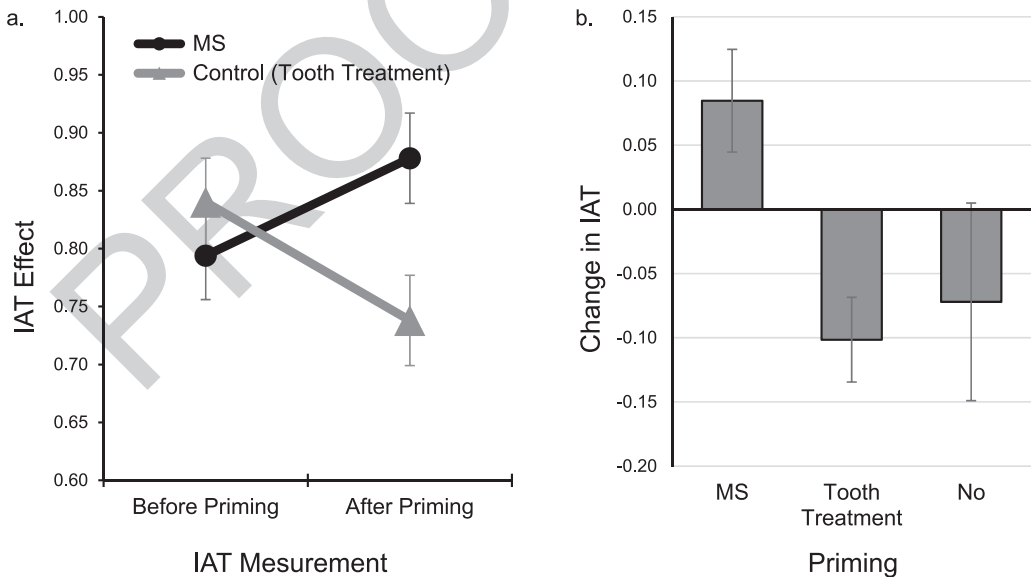 a.
1.00
0.95
0.90
0.85
0.80
0.75
0.70
0.65
0.60
IAT Effect
MS
Control (Tooth Treatment)
Before Priming
After Priming
IAT Mesurement
PROO
b.
0.15
0.10
0.05
0.00
-0.05
-0.10
-0.15
-0.20
Change in IAT
MS
Tooth
Treatment
No
Priming